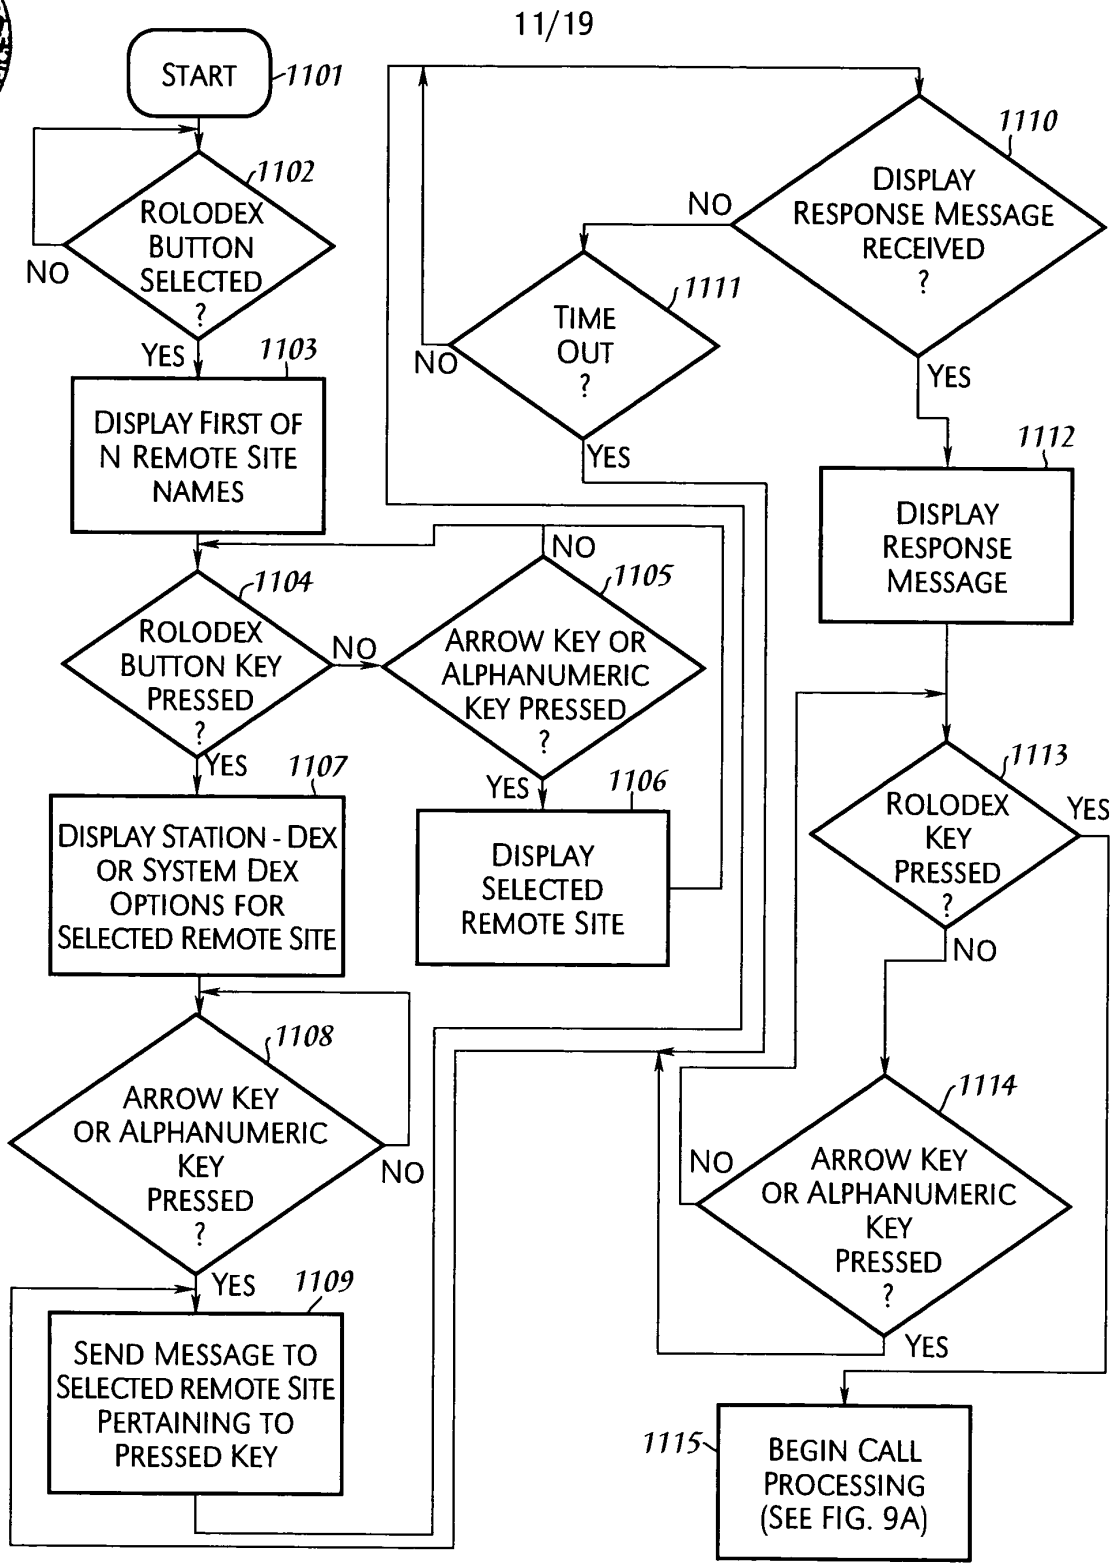 11/19
START
1101
1102
ROLODEX
BUTTON
SELECTED
?
NO
YES
1103
DISPLAY FIRST OF
N REMOTE SITE
NAMES
1104
ROLODEX
BUTTON KEY
PRESSED
?
NO
YES
1105
NO
ARROW KEY OR
ALPHANUMERIC
KEY PRESSED
?
YES
1106
DISPLAY
SELECTED
REMOTE SITE
1107
DISPLAY STATION - DEX
OR SYSTEM DEX
OPTIONS FOR
SELECTED REMOTE SITE
1108
ARROW KEY
OR ALPHANUMERIC
KEY
PRESSED
?
NO
YES
1109
SEND MESSAGE TO
SELECTED REMOTE SITE
PERTAINING TO
PRESSED KEY
1110
DISPLAY
RESPONSE MESSAGE
RECEIVED
?
NO
YES
1111
TIME
OUT
?
NO
YES
1112
DISPLAY
RESPONSE
MESSAGE
1113
ROLODEX
KEY
PRESSED
?
YES
NO
1114
ARROW KEY
OR ALPHANUMERIC
KEY
PRESSED
?
NO
YES
1115
BEGIN CALL
PROCESSING
(SEE FIG. 9A)